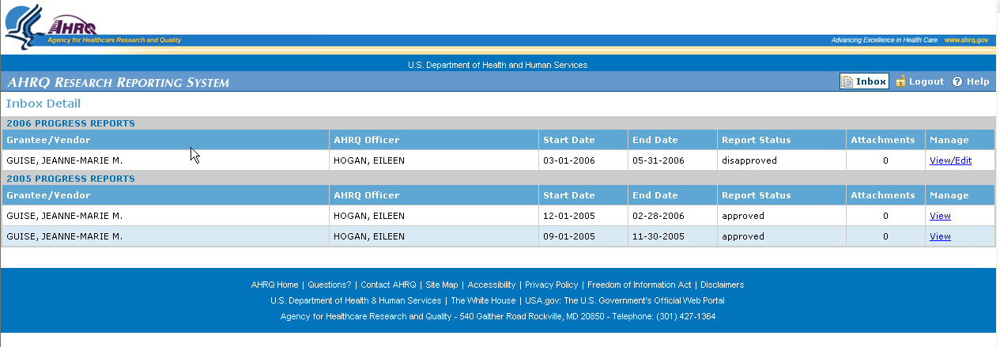 AHRQ
Agency for Healthcare Research and Quality
Advancing Excellence in Health Care www.ahrq.gov
U.S. Department of Health and Human Services
AHRQ RESEARCH REPORTING SYSTEM Inbox Logout Help
Inbox Detail
2006 PROGRESS REPORTS
Grantee/Vendor AHRQ Officer Start Date End Date Report Status Attachments Manage
GUISE, JEANNE-MARIE M. HOGAN, EILEEN 03-01-2006 05-31-2006 disapproved 0 View/Edit
2005 PROGRESS REPORTS
Grantee/Vendor AHRQ Officer Start Date End Date Report Status Attachments Manage
GUISE, JEANNE-MARIE M. HOGAN, EILEEN 12-01-2005 02-28-2006 approved 0 View
GUISE, JEANNE-MARIE M. HOGAN, EILEEN 09-01-2005 11-30-2005 approved 0 View
AHRQ Home | Questions? | Contact AHRQ | Site Map | Accessibility | Privacy Policy | Freedom of Information Act | Disclaimers
U.S. Department of Health & Human Services | The White House | USA.gov: The U.S. Government's Official Web Portal
Agency for Healthcare Research and Quality - 540 Gaither Road Rockville, MD 20850 - Telephone: (301) 427-1364